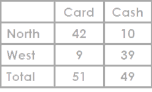 Card Cash
North 42 10
West 9 39
Total 51 49